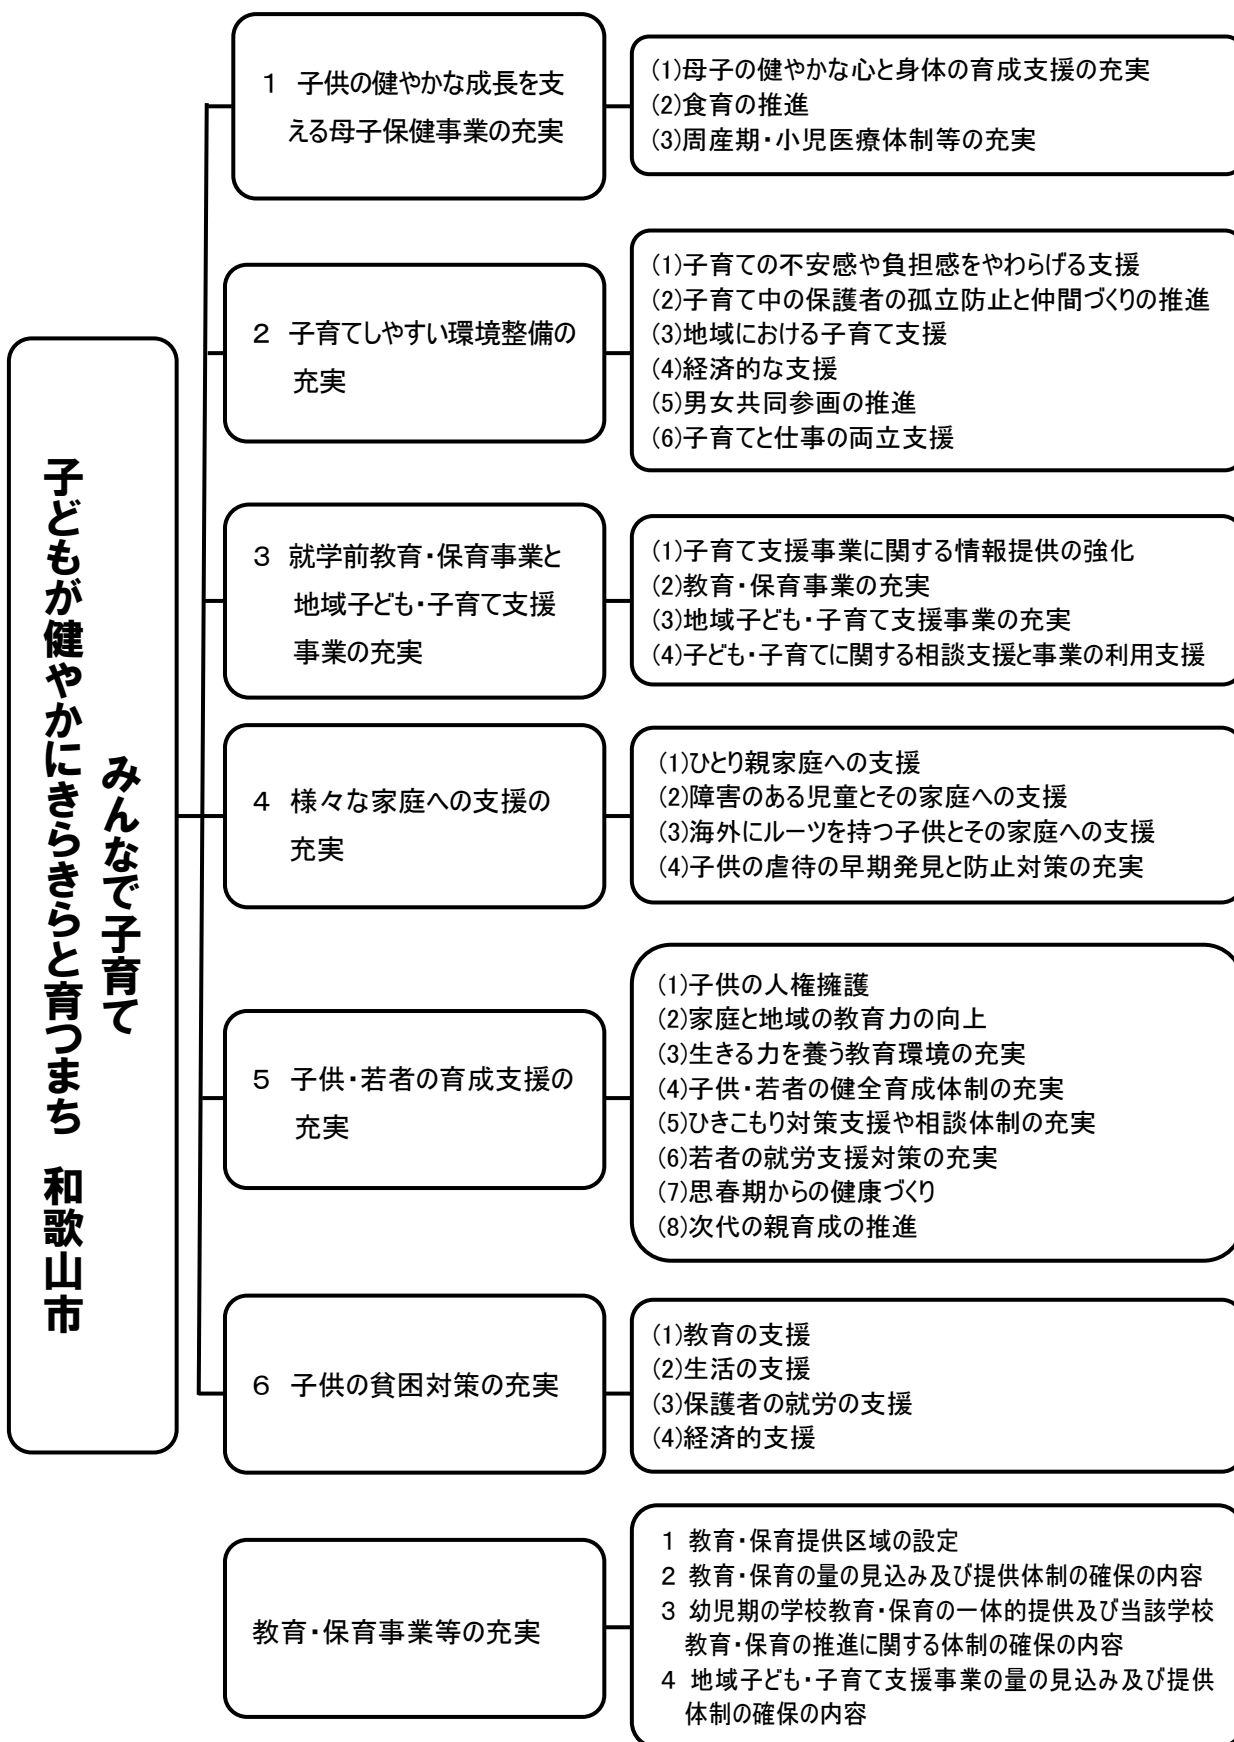 みんなで子育て
子どもが健やかにきらきらと育つまち　和歌山市
1　子供の健やかな成長を支
える母子保健事業の充実
(1)母子の健やかな心と身体の育成支援の充実
(2)食育の推進
(3)周産期・小児医療体制等の充実
2　子育てしやすい環境整備の
充実
(1)子育ての不安感や負担感をやわらげる支援
(2)子育て中の保護者の孤立防止と仲間づくりの推進
(3)地域における子育て支援
(4)経済的な支援
(5)男女共同参画の推進
(6)子育てと仕事の両立支援
3　就学前教育・保育事業と
地域子ども・子育て支援
事業の充実
(1)子育て支援事業に関する情報提供の強化
(2)教育・保育事業の充実
(3)地域子ども・子育て支援事業の充実
(4)子ども・子育てに関する相談支援と事業の利用支援
4　様々な家庭への支援の
充実
(1)ひとり親家庭への支援
(2)障害のある児童とその家庭への支援
(3)海外にルーツを持つ子供とその家庭への支援
(4)子供の虐待の早期発見と防止対策の充実
5　子供・若者の育成支援の
充実
(1)子供の人権擁護
(2)家庭と地域の教育力の向上
(3)生きる力を養う教育環境の充実
(4)子供・若者の健全育成体制の充実
(5)ひきこもり対策支援や相談体制の充実
(6)若者の就労支援対策の充実
(7)思春期からの健康づくり
(8)次代の親育成の推進
6　子供の貧困対策の充実
(1)教育の支援
(2)生活の支援
(3)保護者の就労の支援
(4)経済的支援
教育・保育事業等の充実
1　教育・保育提供区域の設定
2　教育・保育の量の見込み及び提供体制の確保の内容
3　幼児期の学校教育・保育の一体的提供及び当該学校
教育・保育の推進に関する体制の確保の内容
4　地域子ども・子育て支援事業の量の見込み及び提供
体制の確保の内容